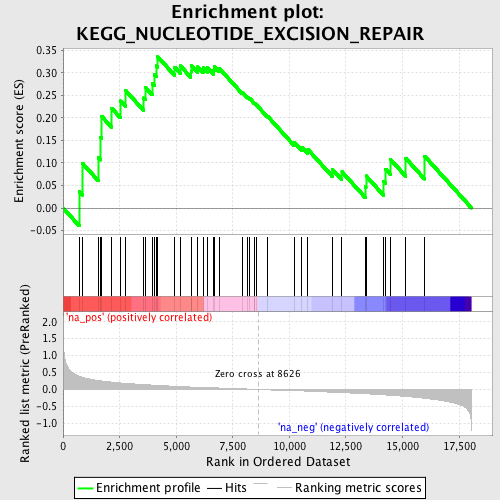 Enrichment plot:
KEGG_NUCLEOTIDE_EXCISION_REPAIR
Enrichment score (ES)
0.35
0.30
0.25
0.20
0.15
0.10
0.05
0.00
-0.05
'na_pos' (positively correlated)
Ranked list metric (PreRanked)
2.0
1.5
1.0
0.5
0.0
-0.5
-1.0
Zero cross at 8626
'na_neg' (negatively correlated)
0 2,500 5,000 7,500 10,000 12,500 15,000 17,500
Rank in Ordered Dataset
Enrichment profile Hits Ranking metric scores